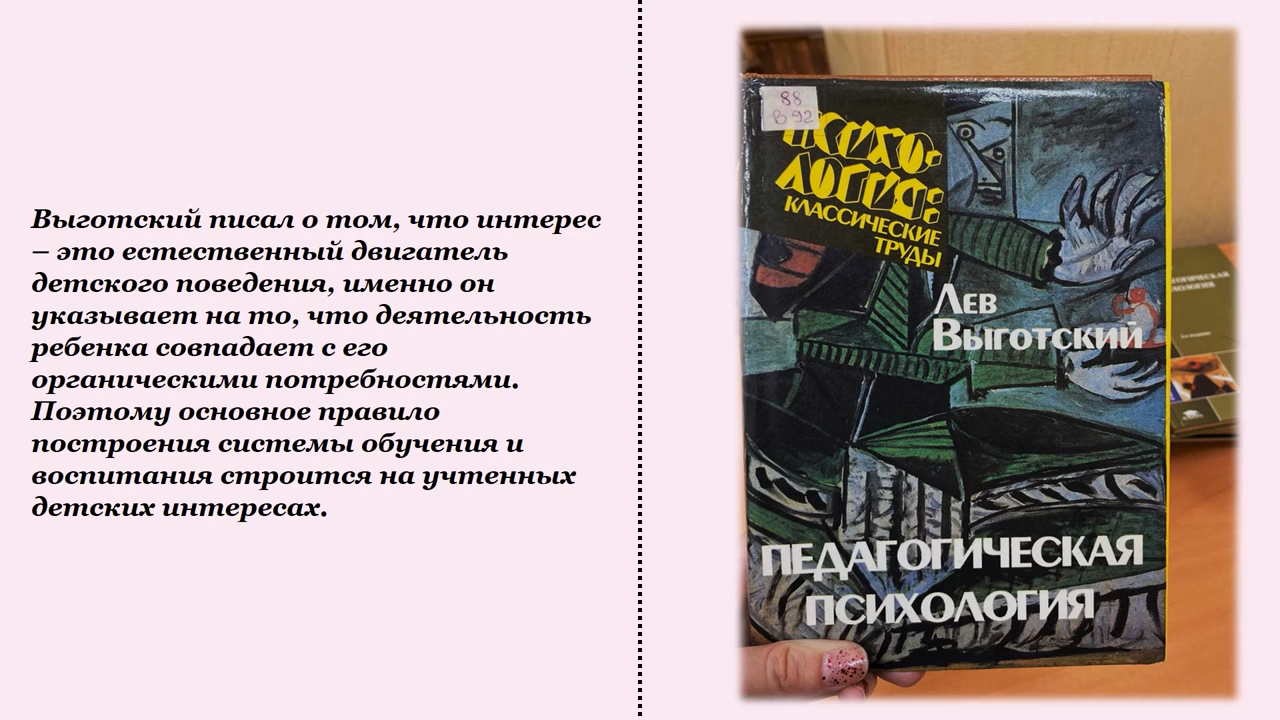 Выготский писал о том, что интерес
– это естественный двигатель
детского поведения, именно он
указывает на то, что деятельность
ребенка совпадает с его
органическими потребностями.
Поэтому основное правило
построения системы обучения и
воспитания строится на учтенных
детских интересах.
88
В 92
ПСИХО-
ЛОГИЯ:
КЛАССИЧЕСКИЕ
ТРУДЫ
Лев
Выготский
ПЕДАГОГИЧЕСКАЯ
ПСИХОЛОГИЯ